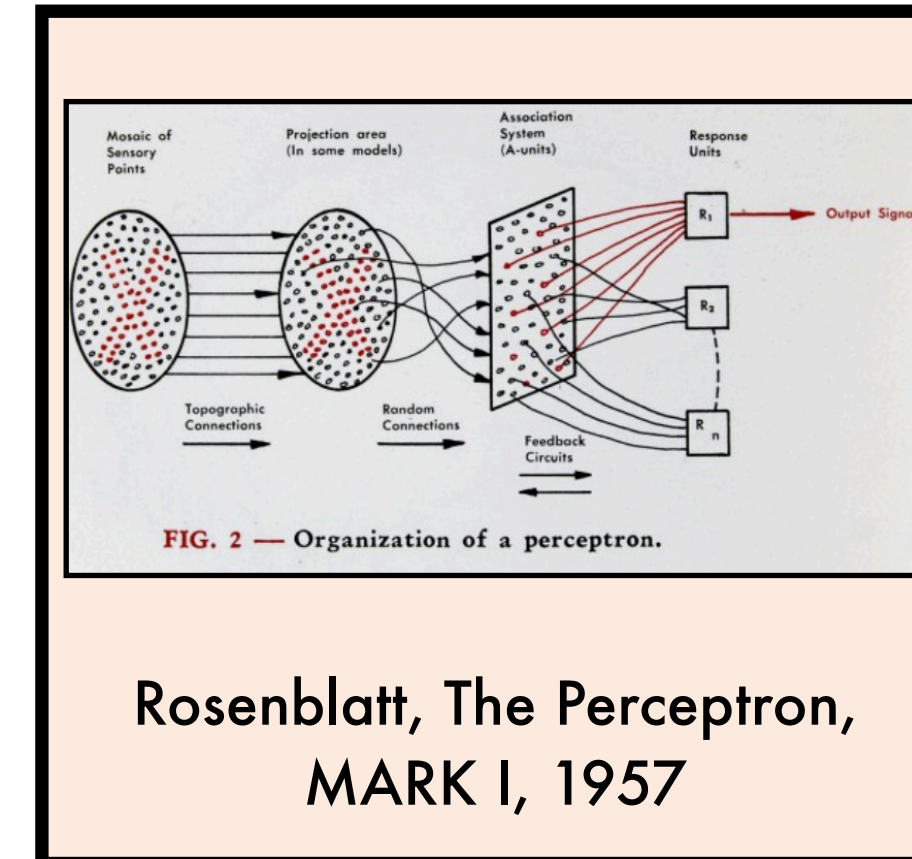 Mosaic of
Sensory
Points
Projection area
(In some models)
Association
System
(A-units)
Response
Units
R₁
Output Signa
R₂
R n
Topographic
Connections
Random
Connections
Feedback
Circuits
FIG. 2 — Organization of a perceptron.
Rosenblatt, The Perceptron,
MARK I, 1957